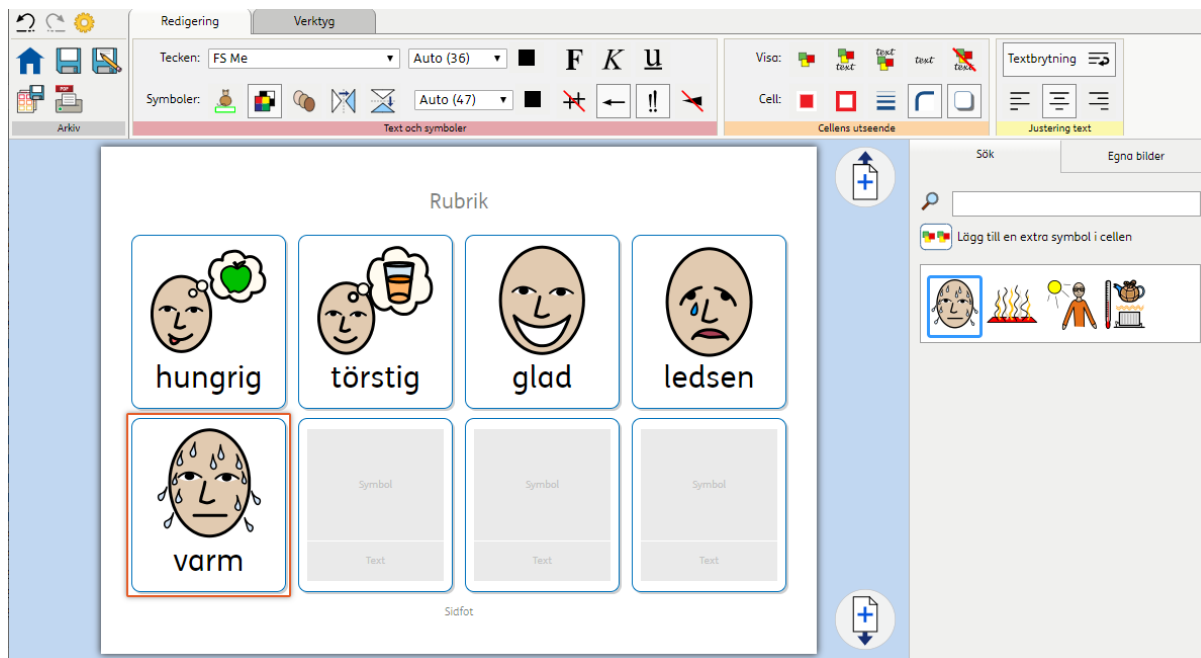 Redigering Verktyg
Tecken: FS Me Auto (36) F K u
Visa: text text text text
Textbrytning
Symboler: Auto (47) !!
Cell:
PDF
Arkiv Text och symboler Cellens utseende Justering text
Sök Egna bilder
Rubrik
Lägg till en extra symbol i cellen
hungrig törstig glad ledsen
Symbol Symbol Symbol
varm Text Text Text
Sidfot